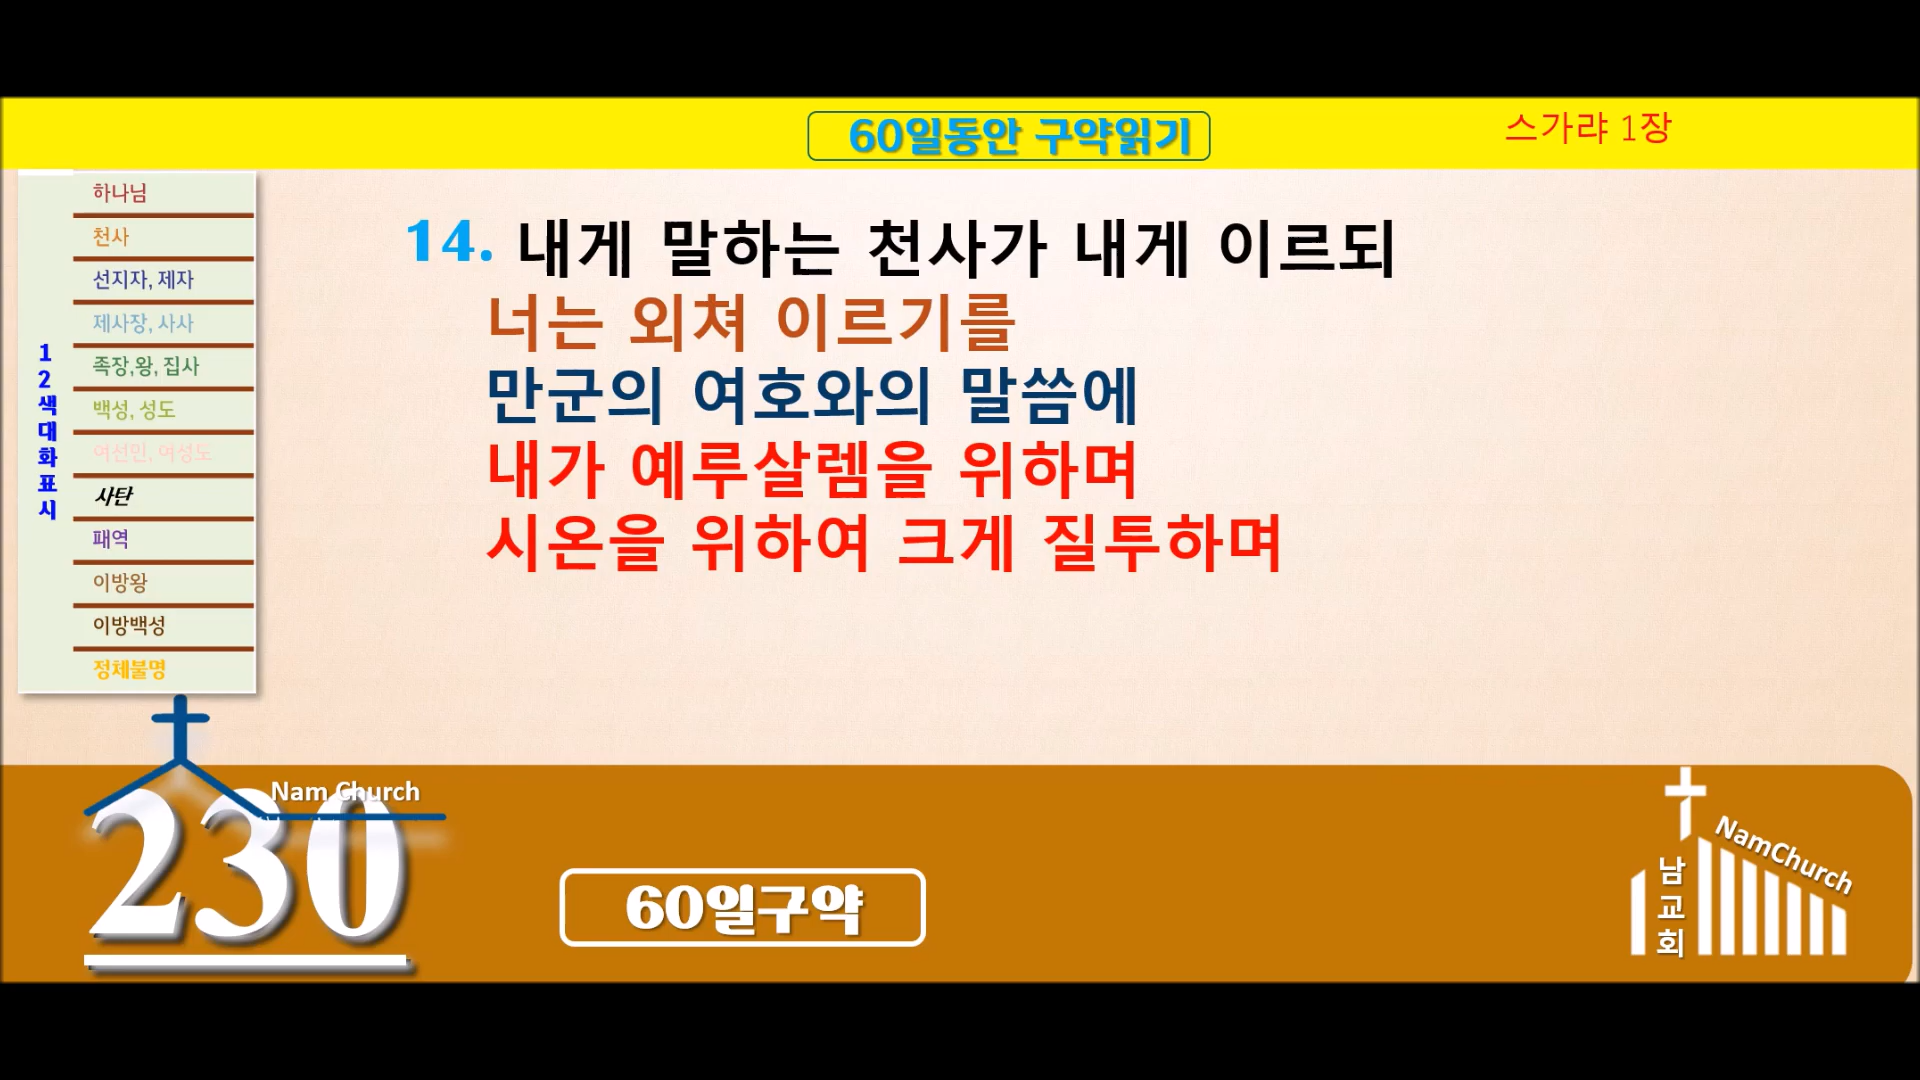 60일동안 구약읽기
스가랴 1장
12색대화표시
하나님
천사
선지자, 제자
제사장, 사사
족장,왕, 집사
백성, 성도
여선민, 여성도
사탄
패역
이방왕
이방백성
정체불명
14. 내게 말하는 천사가 내게 이르되
너는 외쳐 이르기를
만군의 여호와의 말씀에
내가 예루살렘을 위하며
시온을 위하여 크게 질투하며
Nam Church
230
60일구약
NamChurch
남교회